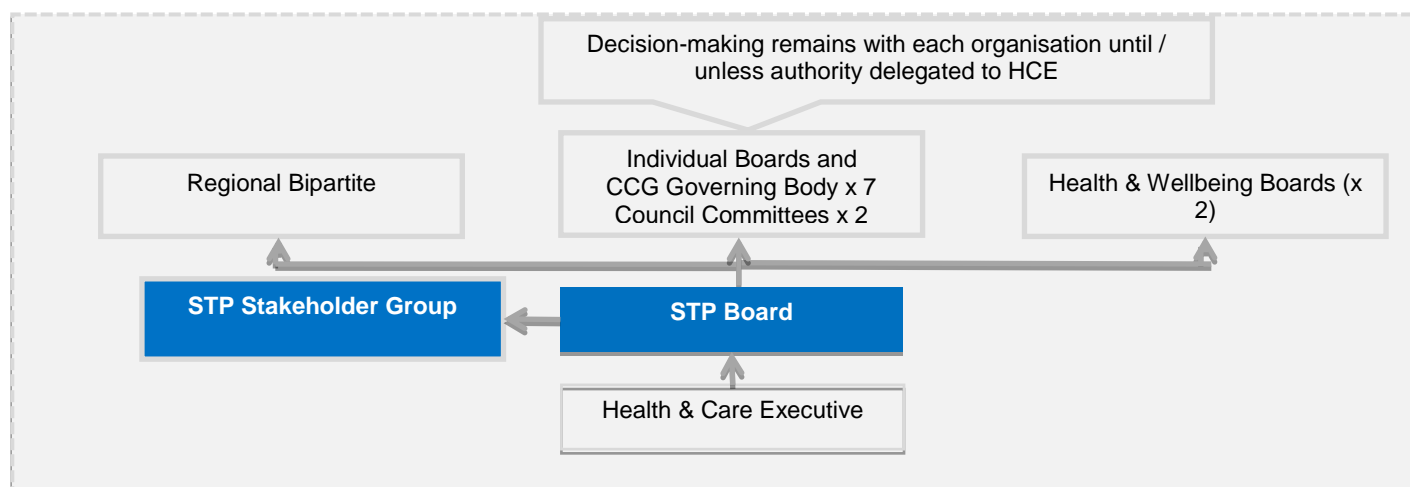 Decision-making remains with each organisation until /
unless authority delegated to HCE
Regional Bipartite
Individual Boards and
CCG Governing Body x 7
Council Committees x 2
Health & Wellbeing Boards (x
2)
STP Stakeholder Group
STP Board
Health & Care Executive